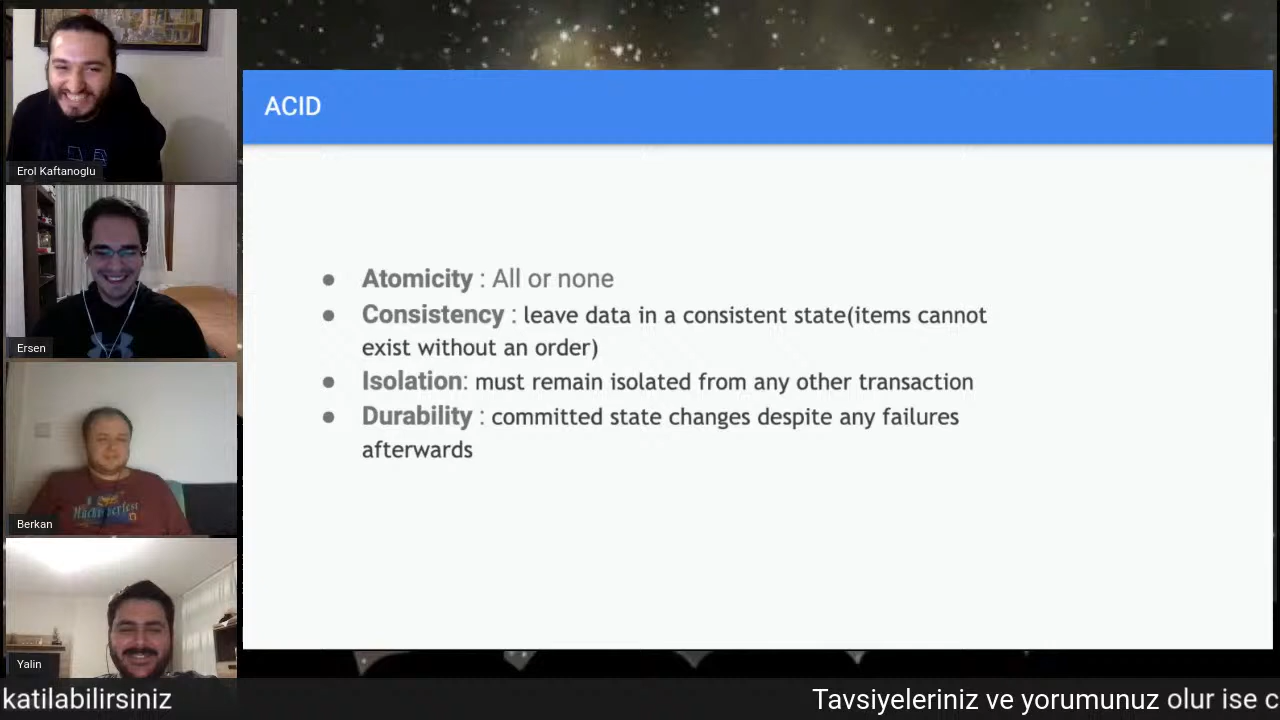 Erol Kaftanoglu
Ersen
Berkan
Yalin
ACID
● Atomicity : All or none
● Consistency : leave data in a consistent state(items cannot
exist without an order)
● Isolation: must remain isolated from any other transaction
● Durability : committed state changes despite any failures
afterwards
katilabilirsiniz
Tavsiyeleriniz ve yorumunuz olur ise c